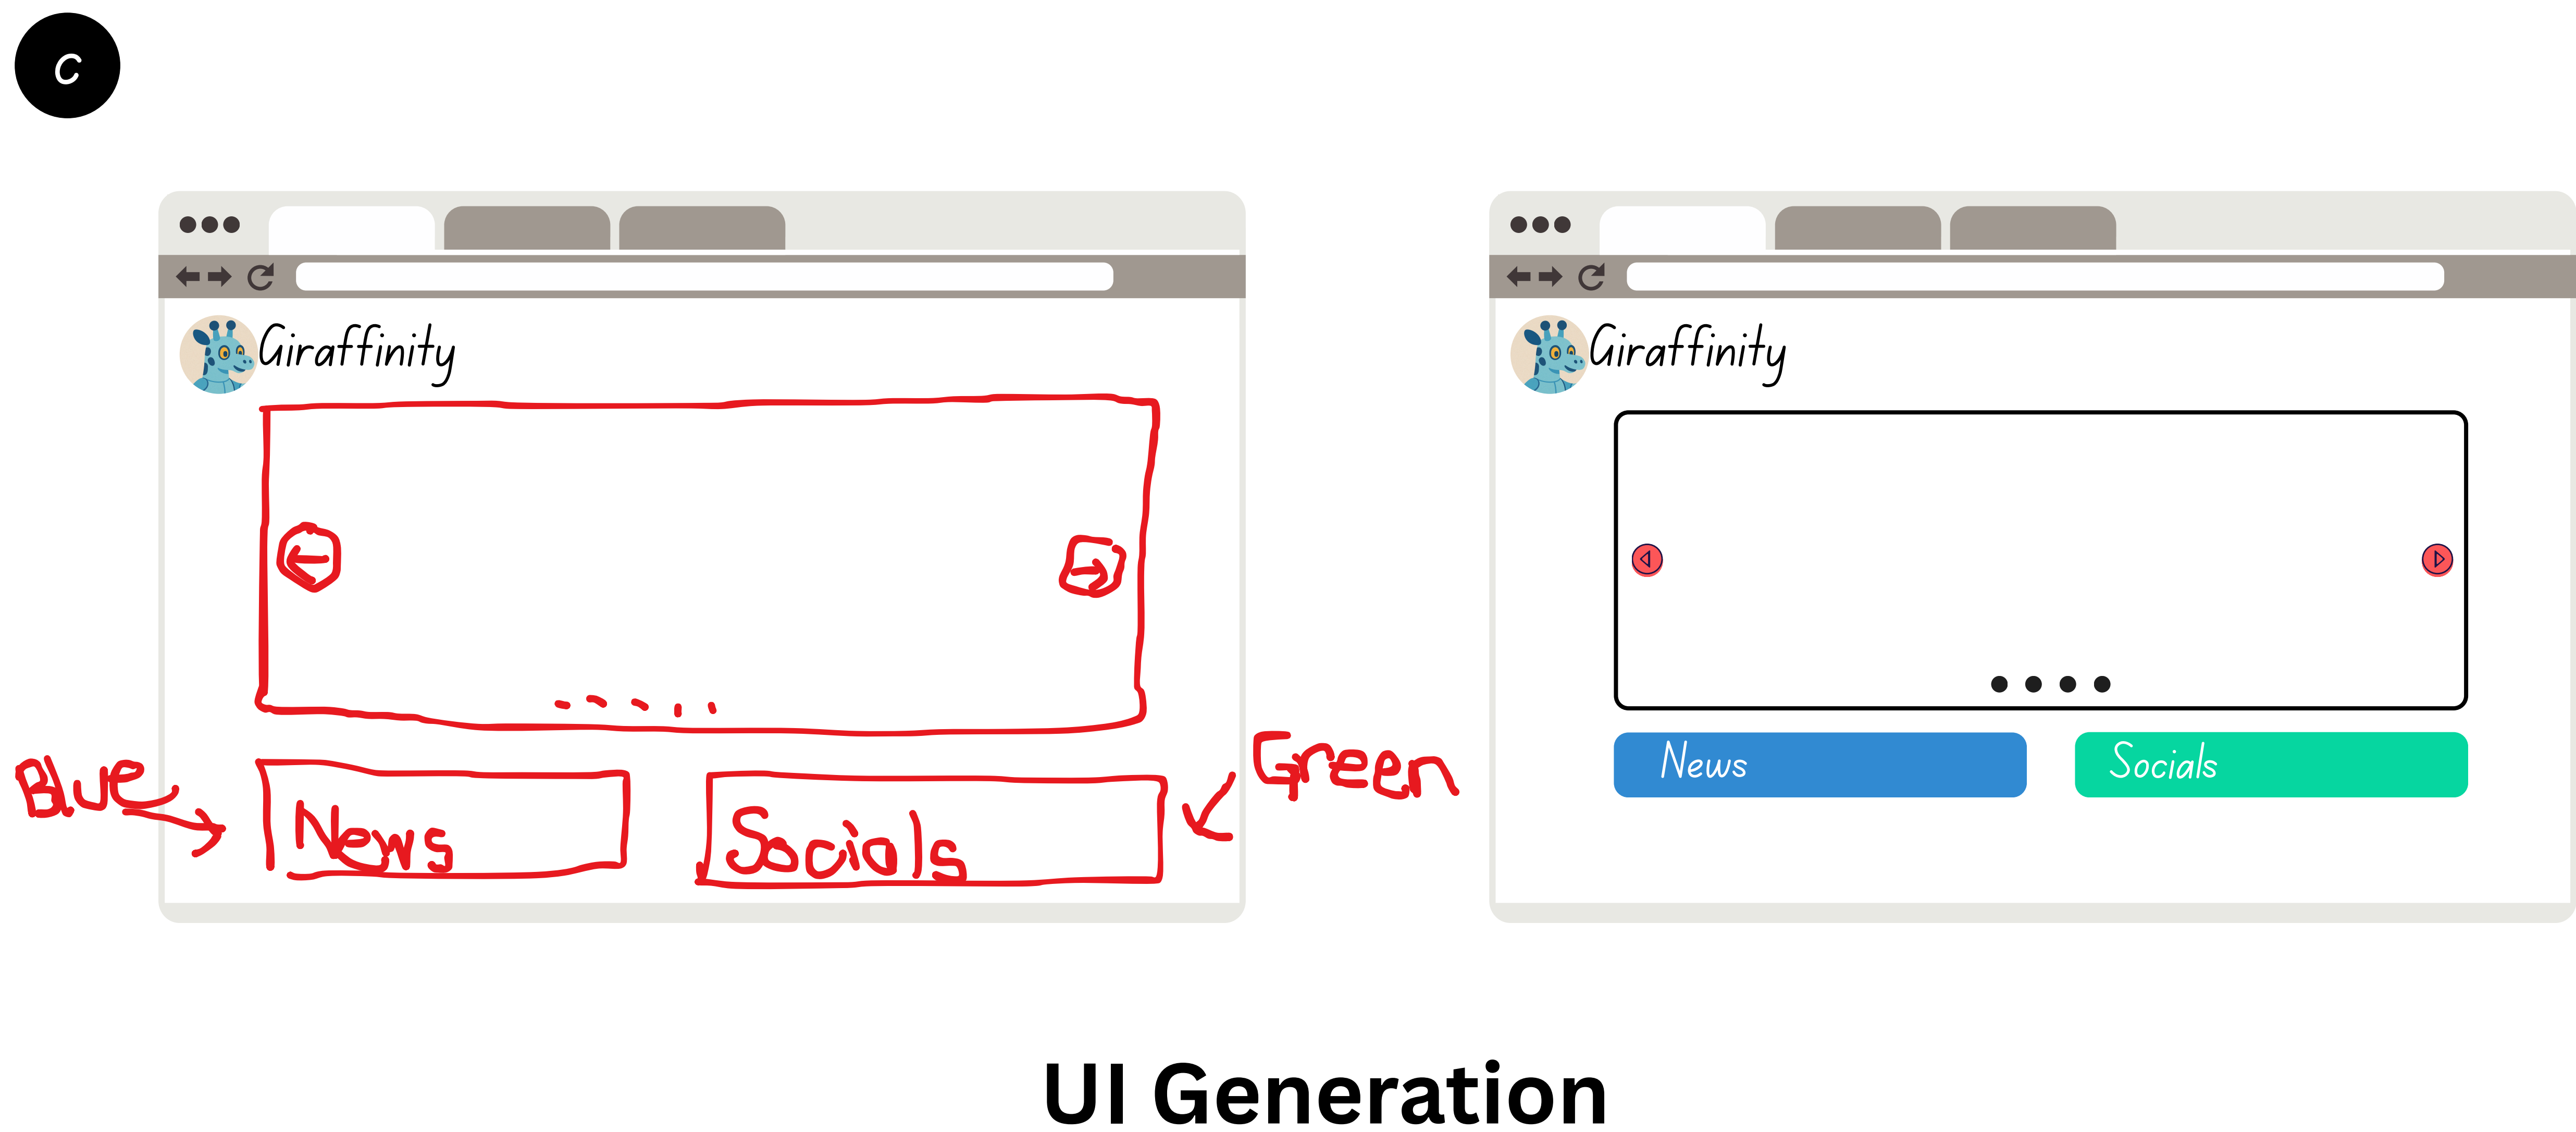 c
Giraffinity
Blue
News
Socials
Green
Giraffinity
News
Socials
UI Generation